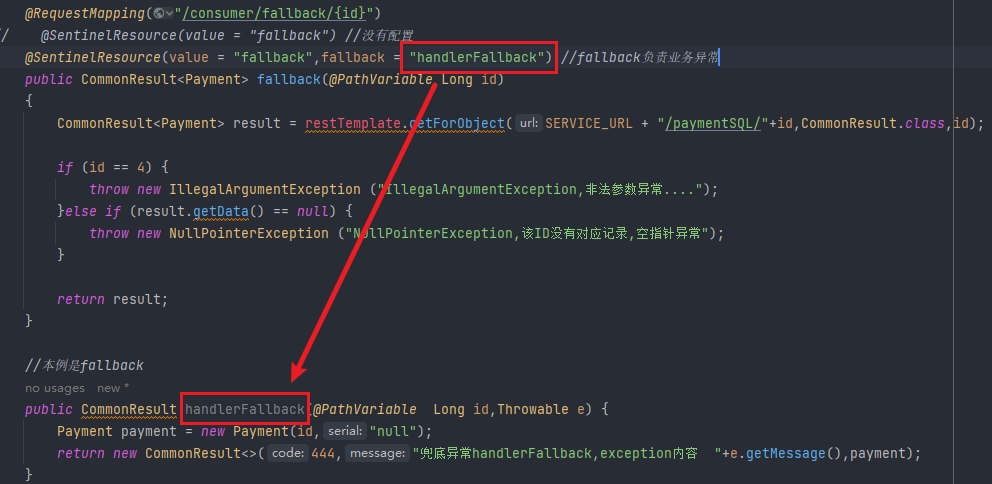 @RequestMapping("/consumer/fallback/{id}")
//    @SentinelResource(value = "fallback") //没有配置
@SentinelResource(value = "fallback",fallback = "handlerFallback") //fallback负责业务异常
public CommonResult<Payment> fallback(@PathVariable Long id)
{
    CommonResult<Payment> result = restTemplate.getForObject( url: SERVICE_URL + "/paymentSQL/"+id,CommonResult.class,id);
    if (id == 4) {
        throw new IllegalArgumentException ("IllegalArgumentException,非法参数异常....");
    }else if (result.getData() == null) {
        throw new NullPointerException ("NullPointerException,该ID没有对应记录,空指针异常");
    }
    return result;
}
//本例是fallback
no usages   new *
public CommonResult handlerFallback(@PathVariable  Long id,Throwable e) {
    Payment payment = new Payment(id, serial: "null");
    return new CommonResult<>( code: 444, message: "兜底异常handlerFallback,exception内容  "+e.getMessage(),payment);
}